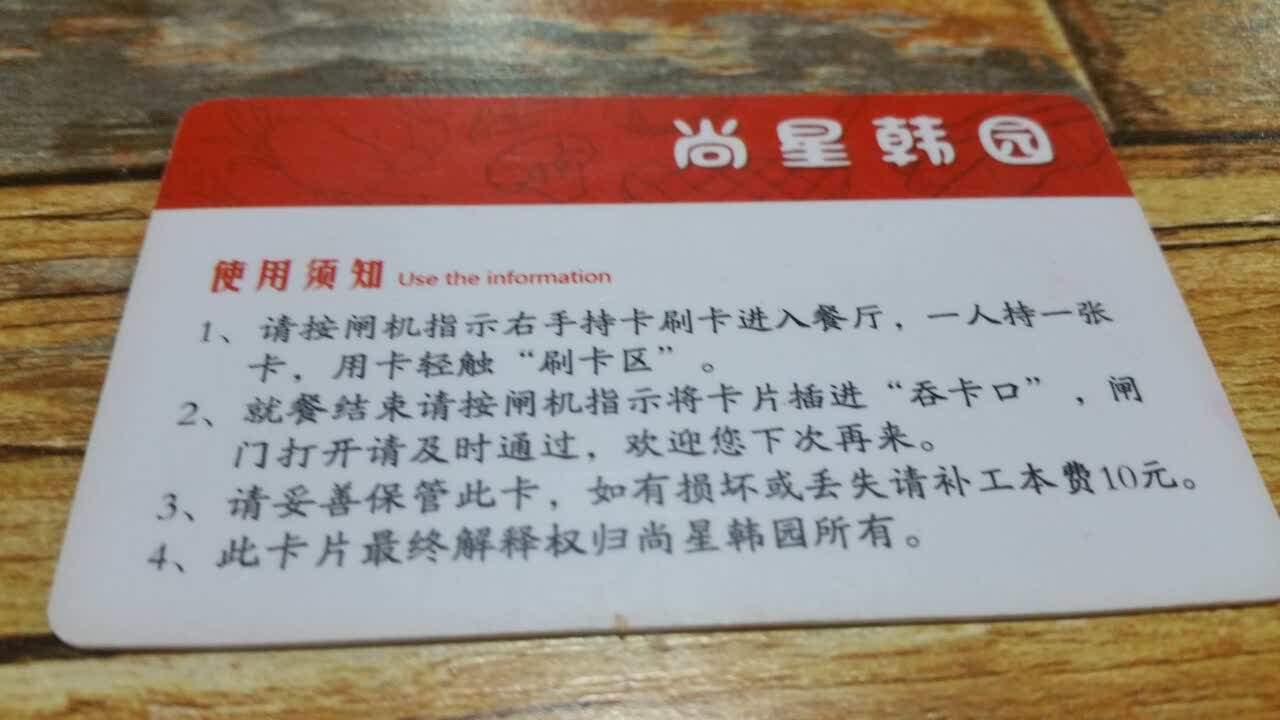 尚星韩园
使用须知 Use the information
1、请按闸机指示右手持卡刷卡进入餐厅，一人持一张
卡，用卡轻触“刷卡区”。
2、就餐结束请按闸机指示将卡片插进“吞卡口”，闸
门打开请及时通过，欢迎您下次再来。
3、请妥善保管此卡，如有损坏或丢失请补工本费10元。
4、此卡片最终解释权归尚星韩园所有。